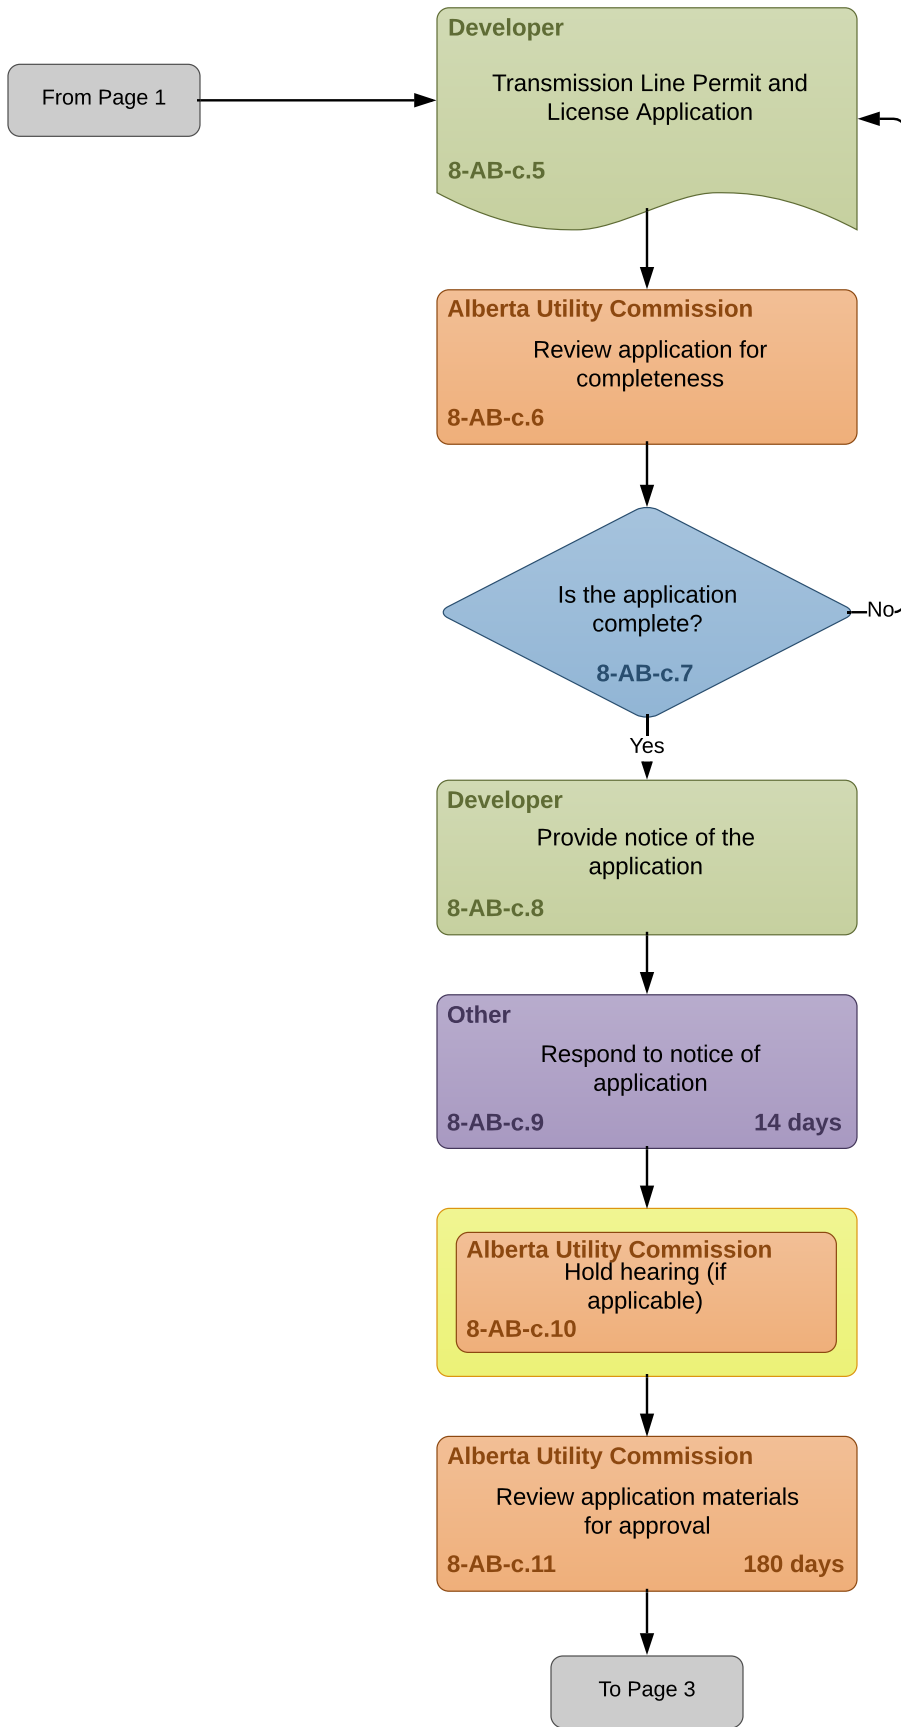 Developer
From Page 1
Transmission Line Permit and
License Application
8-AB-c.5
Alberta Utility Commission
Review application for
completeness
8-AB-c.6
Is the application
complete?
No
8-AB-c.7
Yes
Developer
Provide notice of the
application
8-AB-c.8
Other
Respond to notice of
application
8-AB-c.9 14 days
Alberta Utility Commission
Hold hearing (if
applicable)
8-AB-c.10
Alberta Utility Commission
Review application materials
for approval
8-AB-c.11 180 days
To Page 3